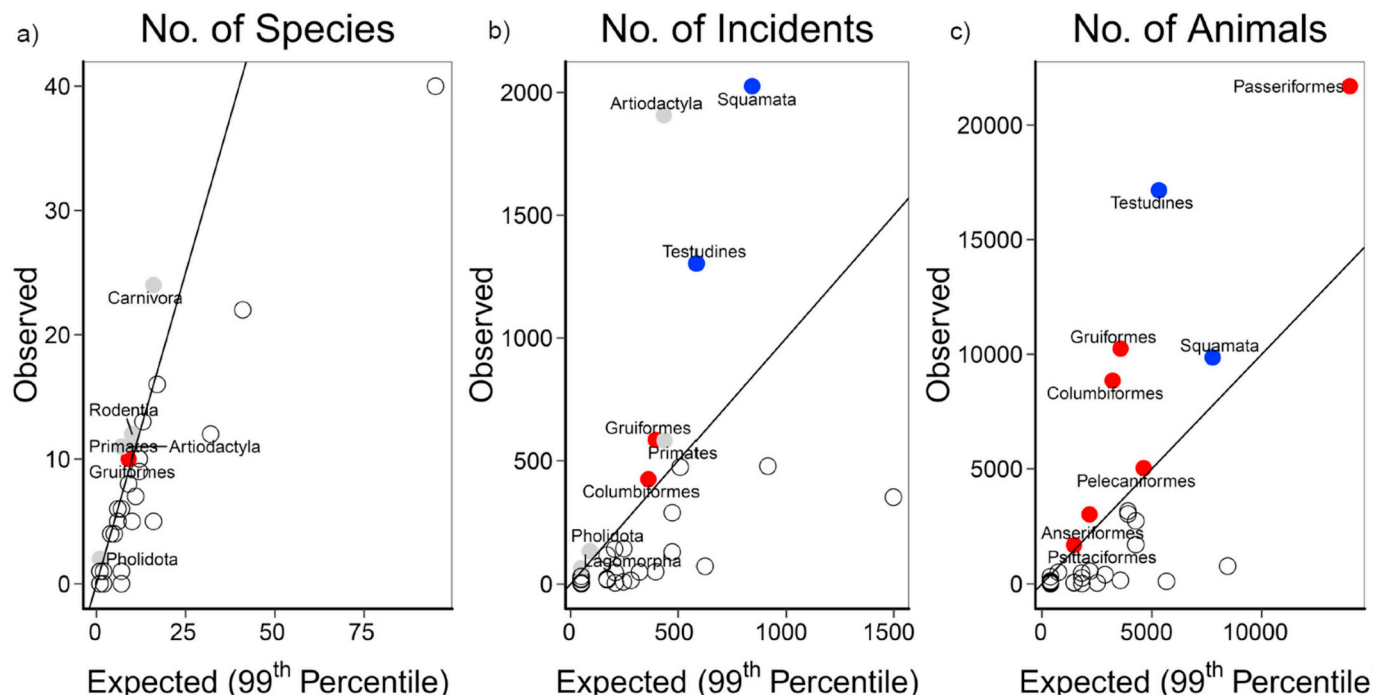 a)
No. of Species
Observed
40
30
20
10
0
Carnivora
Rodentia
Primates
Artiodactyla
Gruiformes
Pholidota
0
25
50
75
Expected (99th Percentile)
b)
No. of Incidents
Observed
2000
1500
1000
500
0
Artiodactyla
Squamata
Testudines
Gruiformes
Primates
Columbiformes
Pholidota
Lagomorpha
0
500
1000
1500
Expected (99th Percentile)
c)
No. of Animals
Observed
20000
15000
10000
5000
0
Passeriformes
Testudines
Gruiformes
Squamata
Columbiformes
Pelecaniformes
Anseriformes
Psittaciformes
0
5000
10000
Expected (99th Percentile